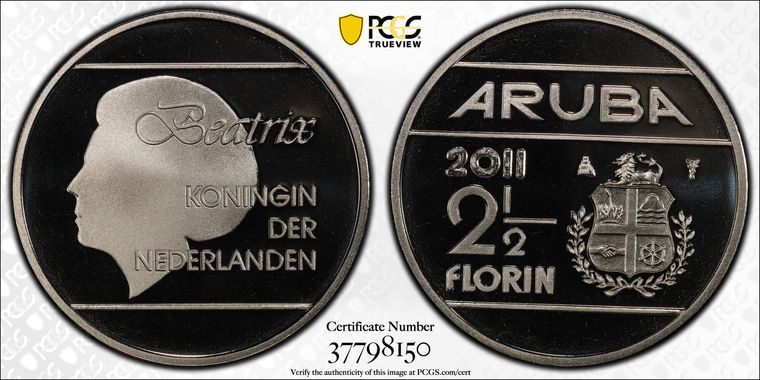 PCGS
TRUEVIEW
Beatrix
KONINGIN
DER
NEDERLANDEN
ARUBA
2011
2 1/2
FLORIN
Certificate Number
37798150
Verify the authenticity of this image at PCGS.com/cert